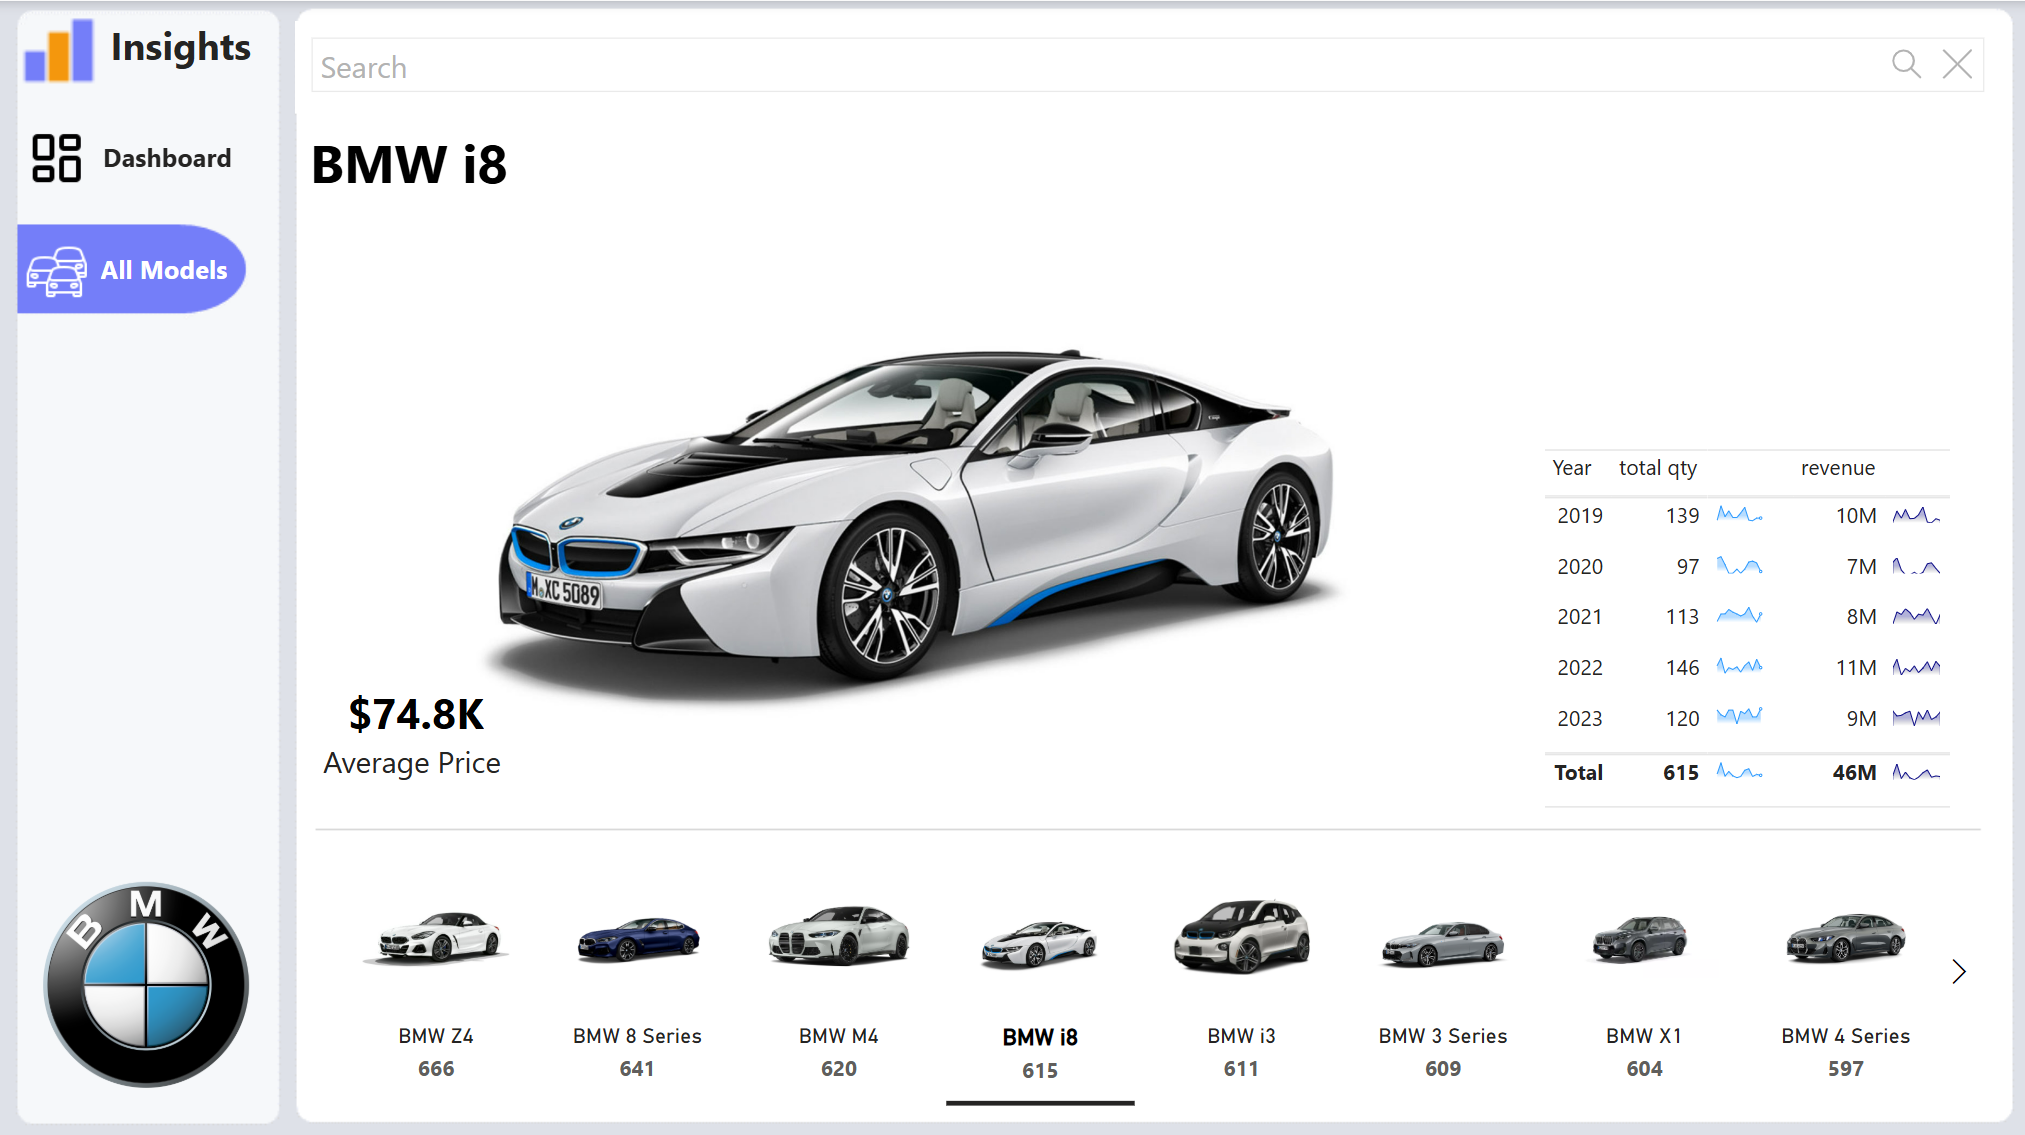 Insights
Search
Dashboard
All Models
BMW i8
M XC 5089
$74.8K
Average Price
Year total qty revenue
2019 139 10M
2020 97 7M
2021 113 8M
2022 146 11M
2023 120 9M
Total 615 46M
BMW
BMW Z4
666
BMW 8 Series
641
BMW M4
620
BMW i8
615
BMW i3
611
BMW 3 Series
609
BMW X1
604
BMW 4 Series
597